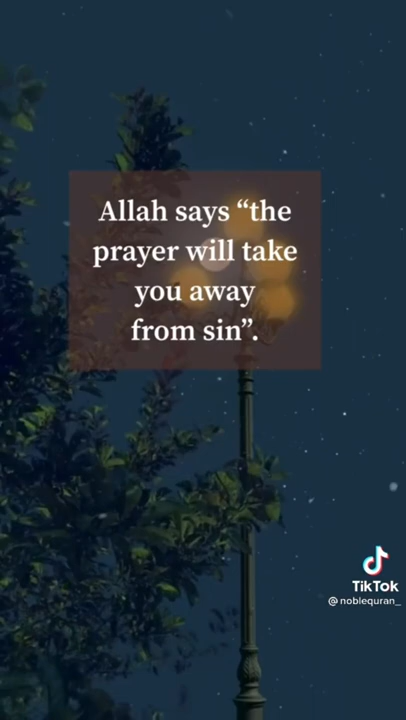 Allah says “the
prayer will take
you away
from sin”.
TikTok
@noblequran_